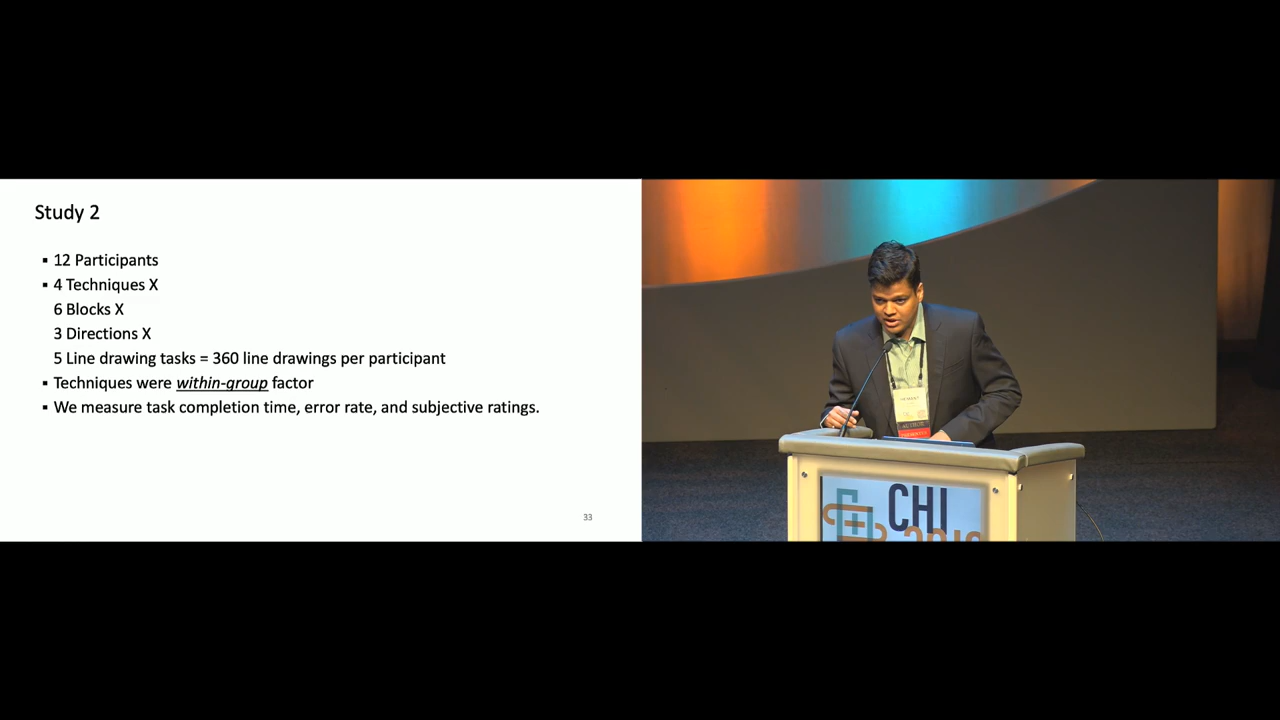 Study 2
▪ 12 Participants
▪ 4 Techniques X
6 Blocks X
3 Directions X
5 Line drawing tasks = 360 line drawings per participant
▪ Techniques were within-group factor
▪ We measure task completion time, error rate, and subjective ratings.
33
CHI